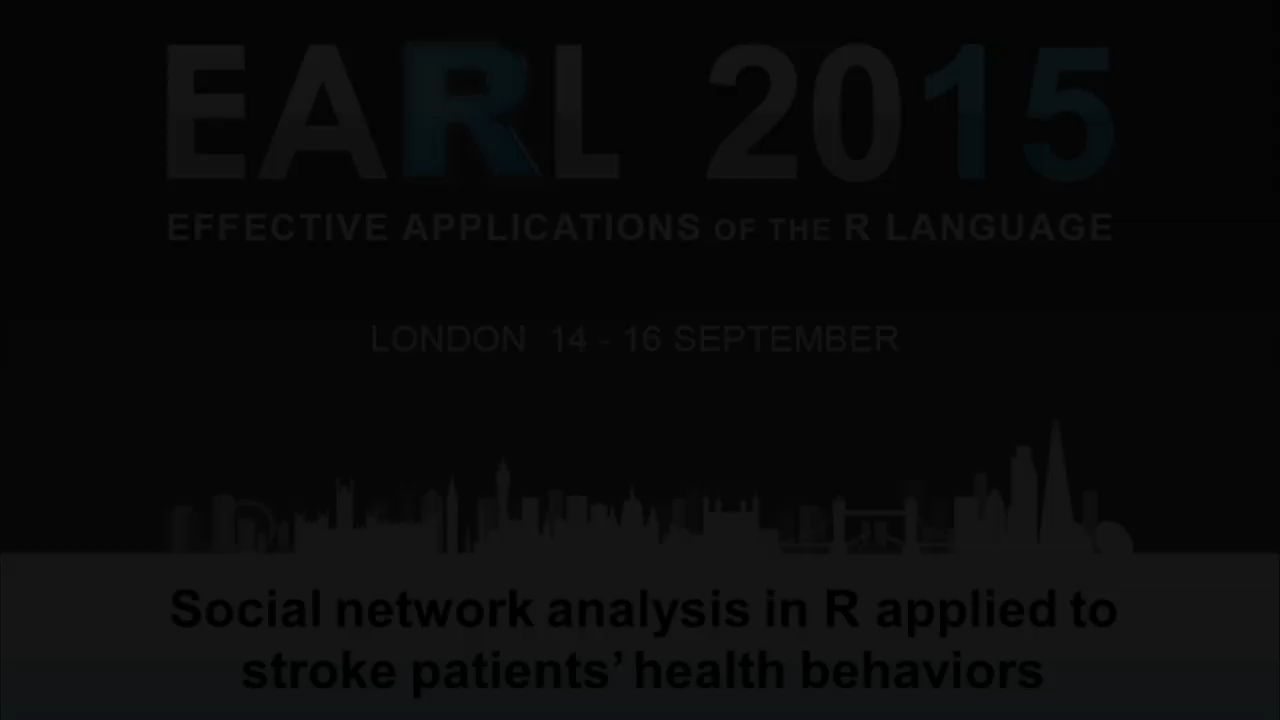 EARL 2015
EFFECTIVE APPLICATIONS OF THE R LANGUAGE
LONDON 14 - 16 SEPTEMBER
Social network analysis in R applied to
stroke patients’ health behaviors